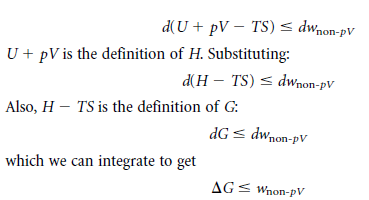 d(U + pV − TS) ≤ dw_non-pV
U + pV is the definition of H. Substituting:
d(H − TS) ≤ dw_non-pV
Also, H − TS is the definition of G:
dG ≤ dw_non-pV
which we can integrate to get
ΔG ≤ w_non-pV